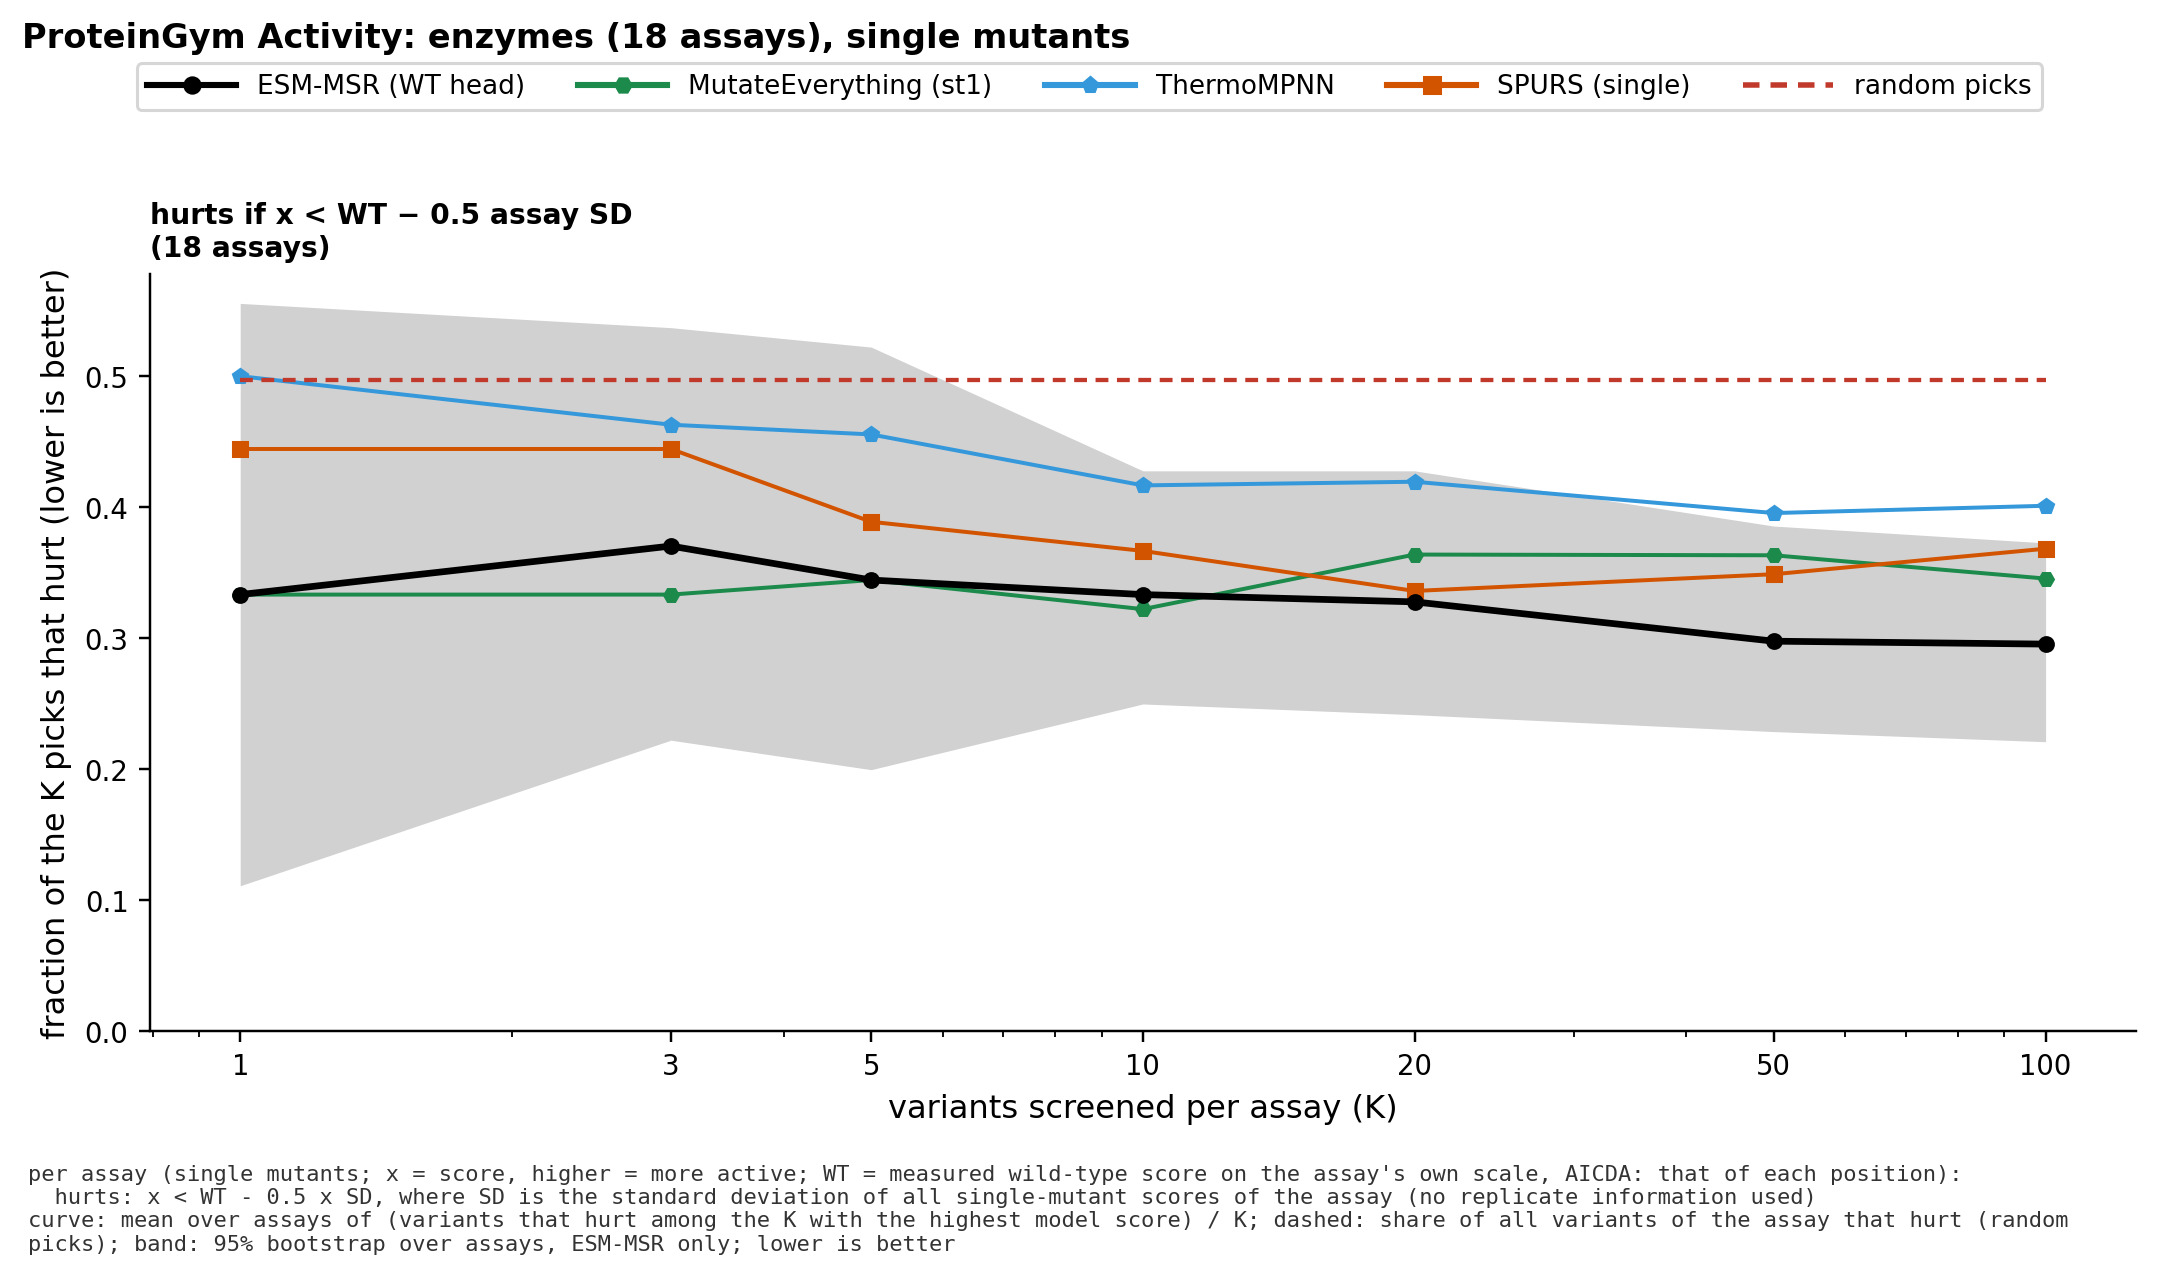 ProteinGym Activity: enzymes (18 assays), single mutants
ESM-MSR (WT head)
MutateEverything (st1)
ThermoMPNN
SPURS (single)
random picks
hurts if x < WT − 0.5 assay SD
(18 assays)
fraction of the K picks that hurt (lower is better)
0.5
0.4
0.3
0.2
0.1
0.0
1
3
5
10
20
50
100
variants screened per assay (K)
per assay (single mutants; x = score, higher = more active; WT = measured wild-type score on the assay's own scale, AICDA: that of each position):
hurts: x < WT - 0.5 x SD, where SD is the standard deviation of all single-mutant scores of the assay (no replicate information used)
curve: mean over assays of (variants that hurt among the K with the highest model score) / K; dashed: share of all variants of the assay that hurt (random
picks); band: 95% bootstrap over assays, ESM-MSR only; lower is better